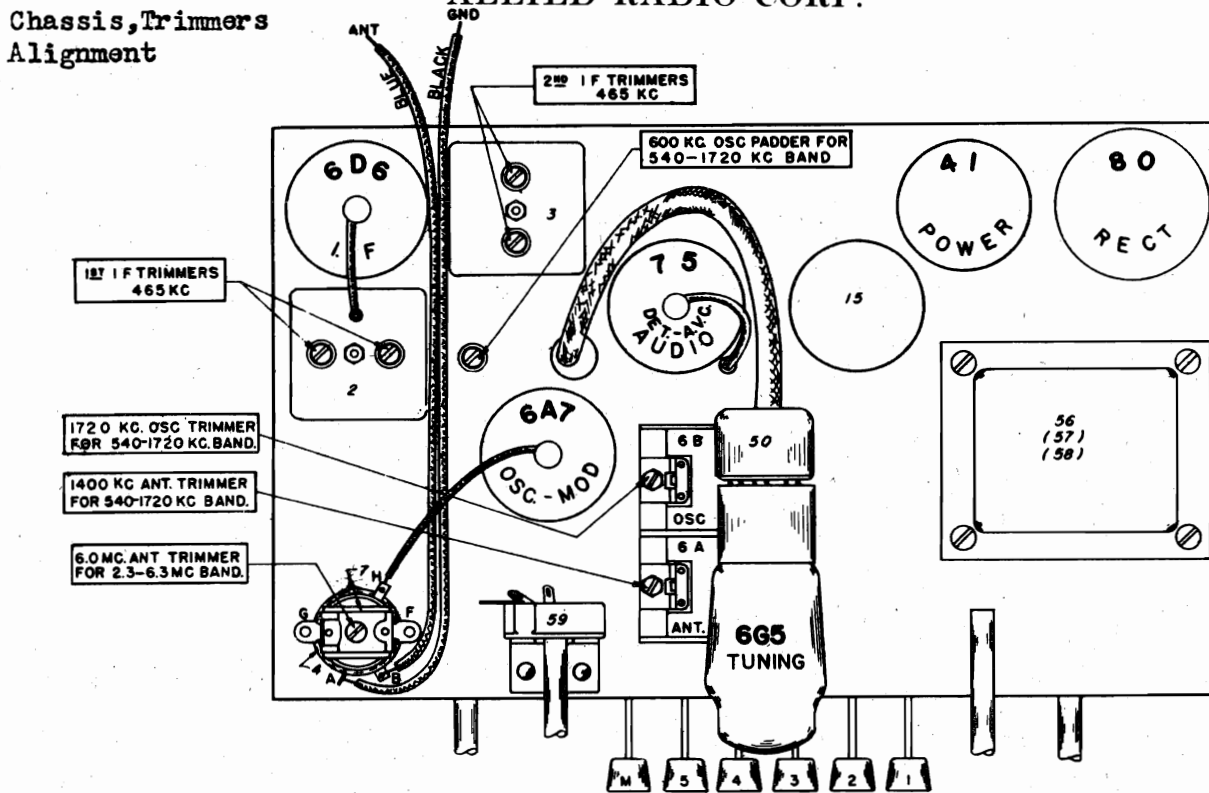 ALLIED RADIO CORP.
Chassis,Trimmers
Alignment
ANT
GND
BLUE
BLACK
2ND I F TRIMMERS
465 KC
600 KC. OSC PADDER FOR
540-1720 KC BAND
6D6
I. F
3
75
DET.-A.V.C.
AUDIO
15
41
POWER
80
RECT
1ST I F TRIMMERS
465 KC
2
6A7
OSC.-MOD
1720 KC. OSC TRIMMER
FOR 540-1720 KC. BAND.
1400 KC ANT. TRIMMER
FOR 540-1720 KC BAND.
6.0 MC. ANT TRIMMER
FOR 2.3-6.3 MC BAND.
6B
OSC
6A
ANT.
50
6G5
TUNING
56
(57)
(58)
7
H
G
F
4
A
B
59
M
5
4
3
2
1